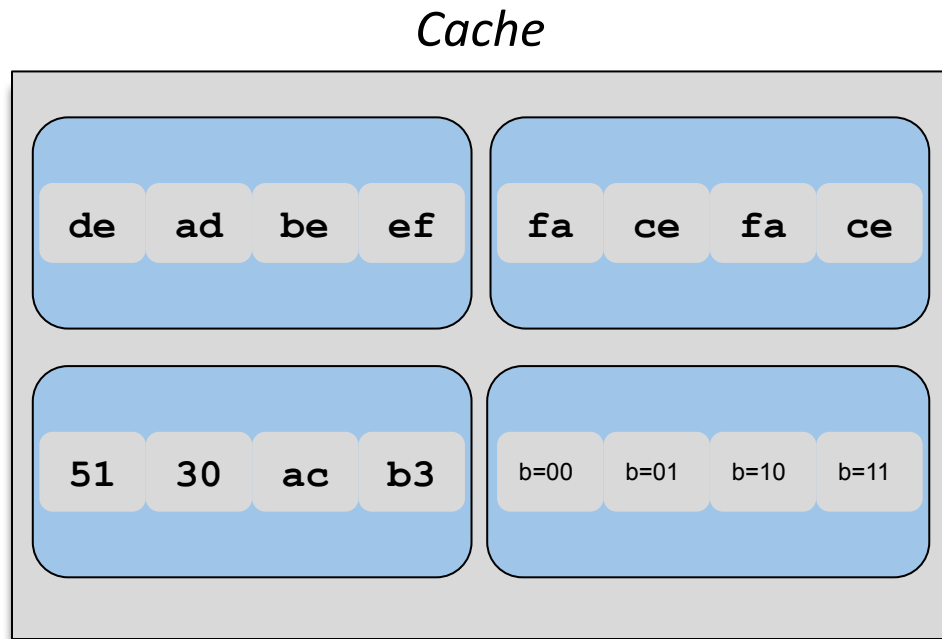 Cache
de ad be ef fa ce fa ce
51 30 ac b3 b=00 b=01 b=10 b=11